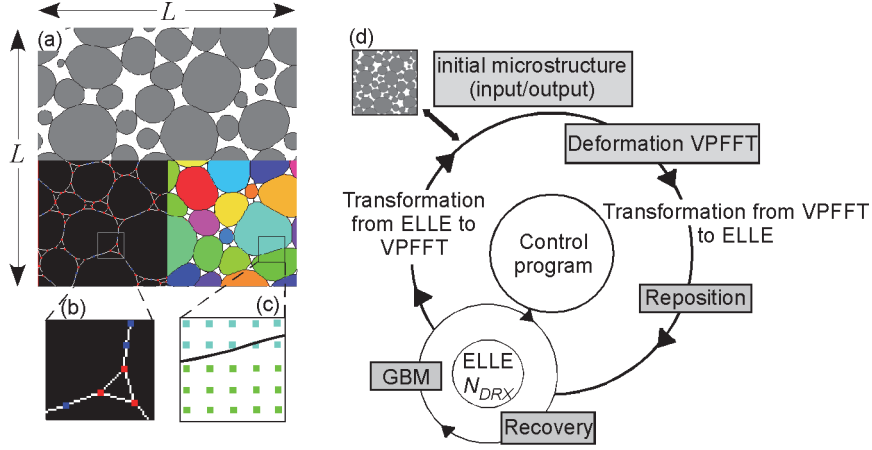 L
(a)
L
(b)
(c)
(d)
initial microstructure
(input/output)
Deformation VPFFT
Transformation
from ELLE to
VPFFT
Transformation from VPFFT
to ELLE
Control
program
Reposition
ELLE
N_DRX
GBM
Recovery